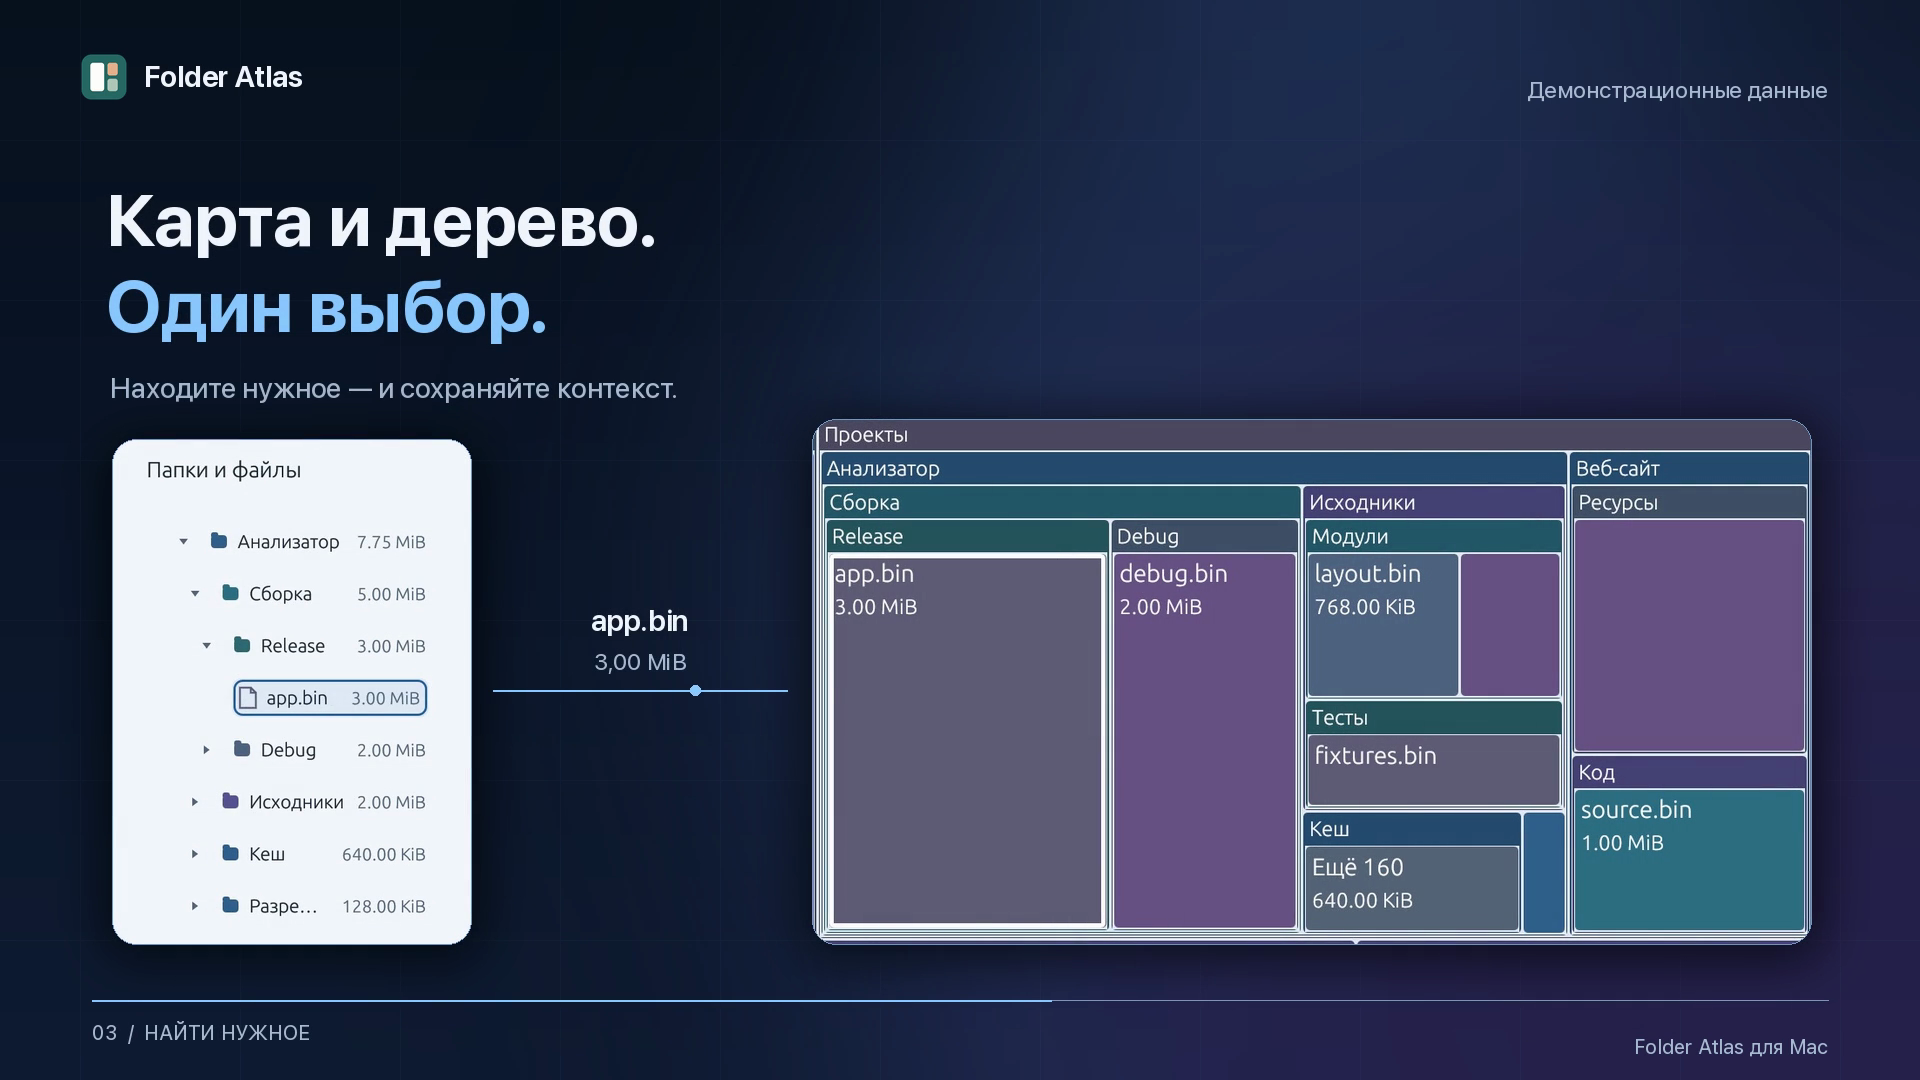 Folder Atlas
Демонстрационные данные
Карта и дерево.
Один выбор.
Находите нужное — и сохраняйте контекст.
Папки и файлы
Анализатор 7.75 MiB
Сборка 5.00 MiB
Release 3.00 MiB
app.bin 3.00 MiB
Debug 2.00 MiB
Исходники 2.00 MiB
Кеш 640.00 KiB
Разре… 128.00 KiB
app.bin
3,00 MiB
Проекты
Анализатор
Сборка
Release
app.bin
3.00 MiB
Debug
debug.bin
2.00 MiB
Исходники
Модули
layout.bin
768.00 KiB
Тесты
fixtures.bin
Кеш
Ещё 160
640.00 KiB
Веб-сайт
Ресурсы
Код
source.bin
1.00 MiB
03 / НАЙТИ НУЖНОЕ
Folder Atlas для Mac